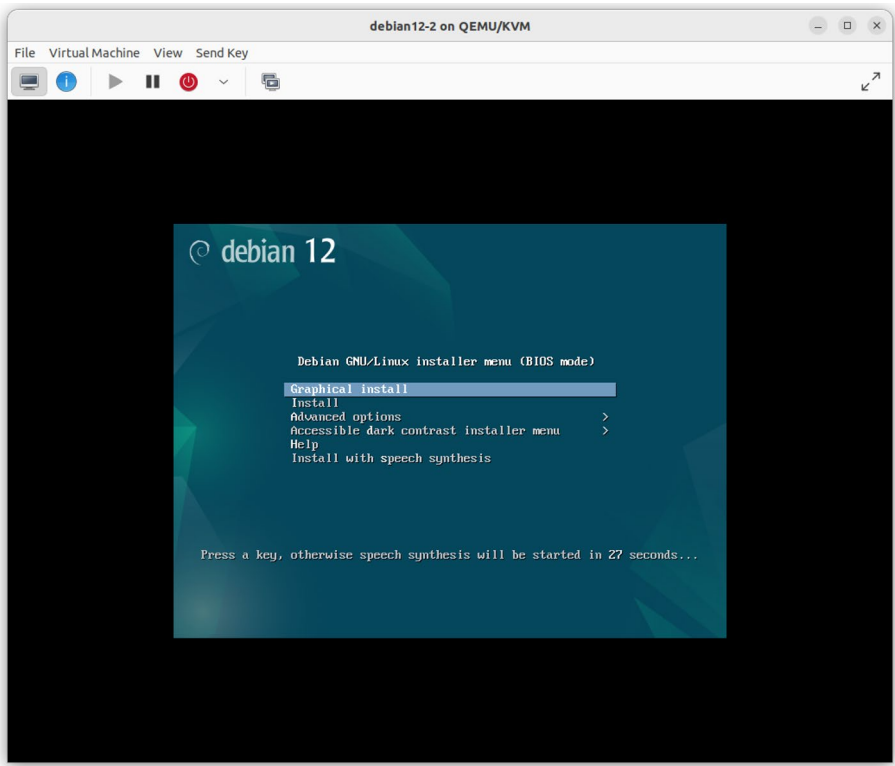 debian12-2 on QEMU/KVM
File Virtual Machine View Send Key
debian 12
Debian GNU/Linux installer menu (BIOS mode)
Graphical install
Install
Advanced options >
Accessible dark contrast installer menu >
Help
Install with speech synthesis
Press a key, otherwise speech synthesis will be started in 27 seconds...